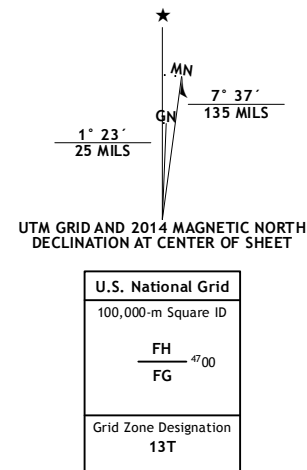 ★
MN
GN
7° 37´
135 MILS
1° 23´
25 MILS
UTM GRID AND 2014 MAGNETIC NORTH
DECLINATION AT CENTER OF SHEET
U.S. National Grid
100,000-m Square ID
FH
4700
FG
Grid Zone Designation
13T